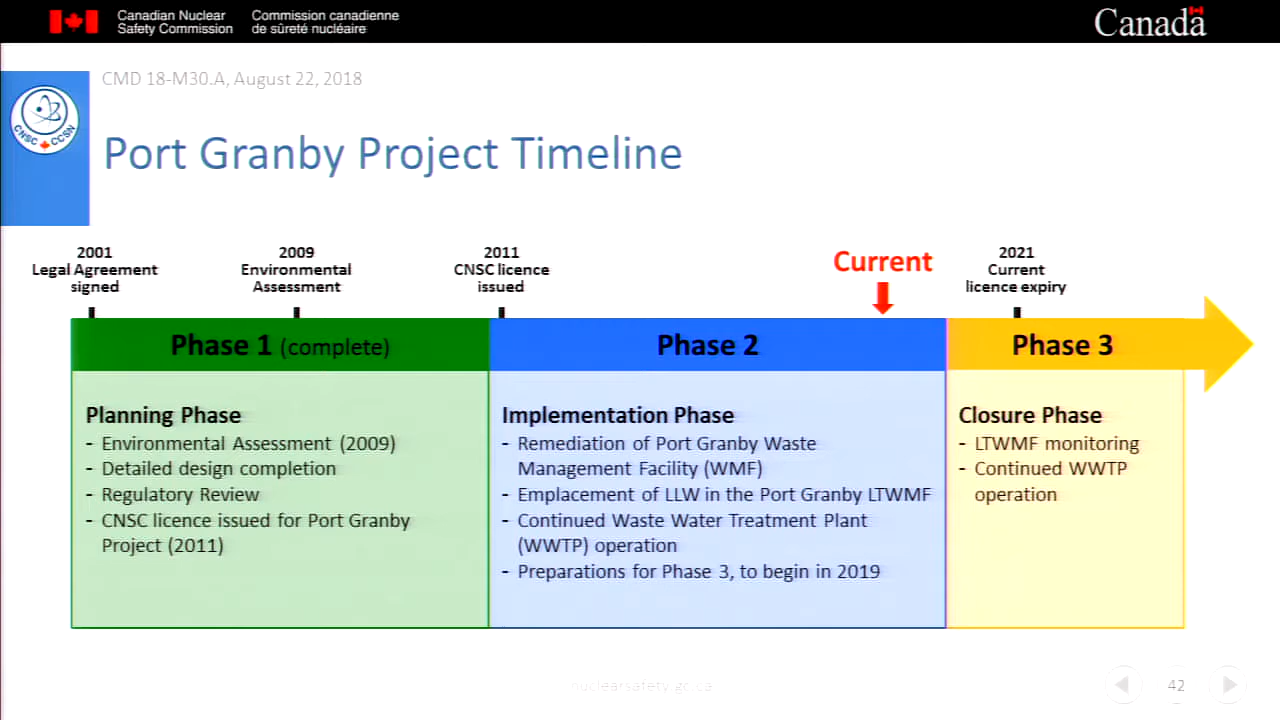 Canadian Nuclear
Safety Commission
Commission canadienne
de sûreté nucléaire
Canada
CMD 18-M30.A, August 22, 2018
CNSC CCSN
Port Granby Project Timeline
2001
Legal Agreement
signed
2009
Environmental
Assessment
2011
CNSC licence
issued
Current
2021
Current
licence expiry
Phase 1 (complete)
Phase 2
Phase 3
Planning Phase
- Environmental Assessment (2009)
- Detailed design completion
- Regulatory Review
- CNSC licence issued for Port Granby
Project (2011)
Implementation Phase
- Remediation of Port Granby Waste
Management Facility (WMF)
- Emplacement of LLW in the Port Granby LTWMF
- Continued Waste Water Treatment Plant
(WWTP) operation
- Preparations for Phase 3, to begin in 2019
Closure Phase
- LTWMF monitoring
- Continued WWTP
operation
nuclearsafety.gc.ca
42